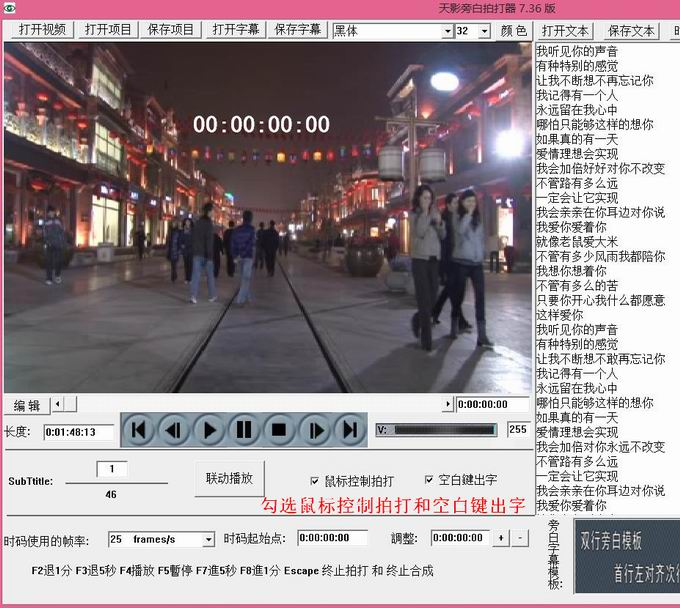 天影旁白拍打器 7.36 版
打开视频 打开项目 保存项目 打开字幕 保存字幕 黑体 32 颜 色 打开文本 保存文本
00:00:00:00
我听见你的声音
有种特别的感觉
让我不断想不再忘记你
我记得有一个人
永远留在我心中
哪怕只能够这样的想你
如果真的有一天
爱情理想会实现
我会加倍好好对你不改变
不管路有多么远
一定会让它实现
我会亲亲在你耳边对你说
我爱你爱着你
就像老鼠爱大米
不管有多少风雨我都陪你
我想你想着你
不管有多么的苦
只要你开心我什么都愿意
这样爱你
我听见你的声音
有种特别的感觉
让我不断想不敢再忘记你
我记得有一个人
永远留在我心中
哪怕只能够这样的想你
如果真的有一天
爱情理想会实现
我会加倍对你永远不改变
不管路有多么远
一定会让它实现
我会亲亲在你耳边对你说
我爱你爱着你
编 辑 0:00:00:00
长度: 0:01:48:13 V: 255
SubTtitle: 1
46
联动播放 鼠标控制拍打 空白键出字
勾选鼠标控制拍打和空白键出字
时码使用的帧率: 25 frames/s 时码起始点: 0:00:00:00 調整: 0:00:00:00 + -
F2退1分 F3退5秒 F4播放 F5暫停 F7進5秒 F8進1分 Escape 终止拍打 和 终止合成
旁白字幕模板:
双行旁白模板
首行左对齐次